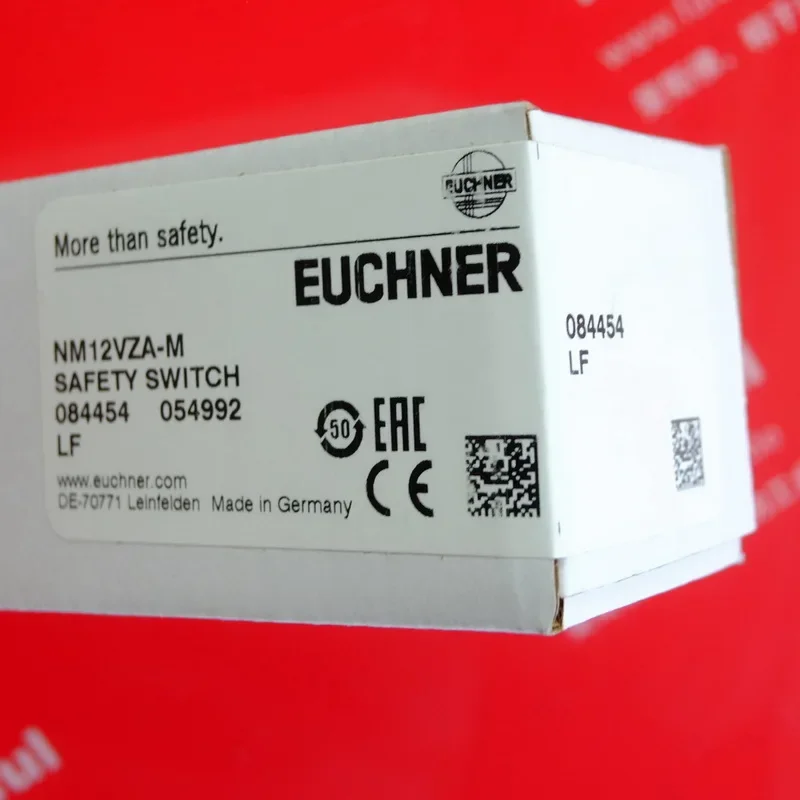 EUCHNER
More than safety.
EUCHNER
NM12VZA-M
SAFETY SWITCH
084454 054992
LF
50
EAC
CE
www.euchner.com
DE-70771 Leinfelden Made in Germany
084454
LF